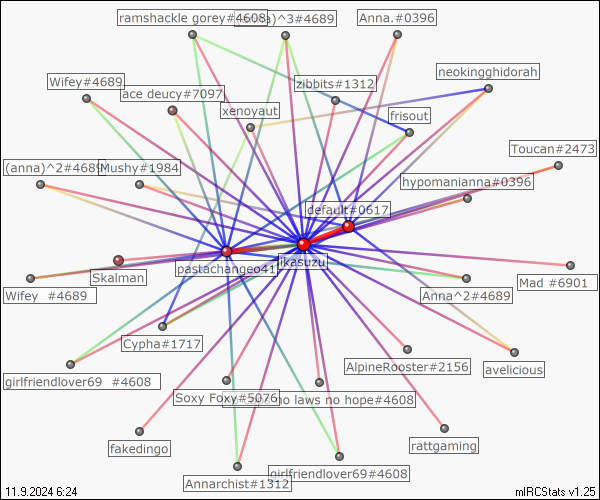 ramshackle gorey#4608
)^3#4689
Anna.#0396
neokingghidorah
Wifey#4689
ace deucy#7097
zibbits#1312
xenoyaut
frisout
Toucan#2473
(anna)^2#4689
Mushy#1984
hypomanianna#0396
default#0617
pastachangeo41
ikasuzu
Skalman
Mad #6901
Wifey #4689
Anna^2#4689
Cypha#1717
AlpineRooster#2156
avelicious
girlfriendlover69 #4608
Soxy Foxy#5076
no laws no hope#4608
fakedingo
rattgaming
girlfriendlover69#4608
Annarchist#1312
11.9.2024 6:24
mIRCStats v1.25